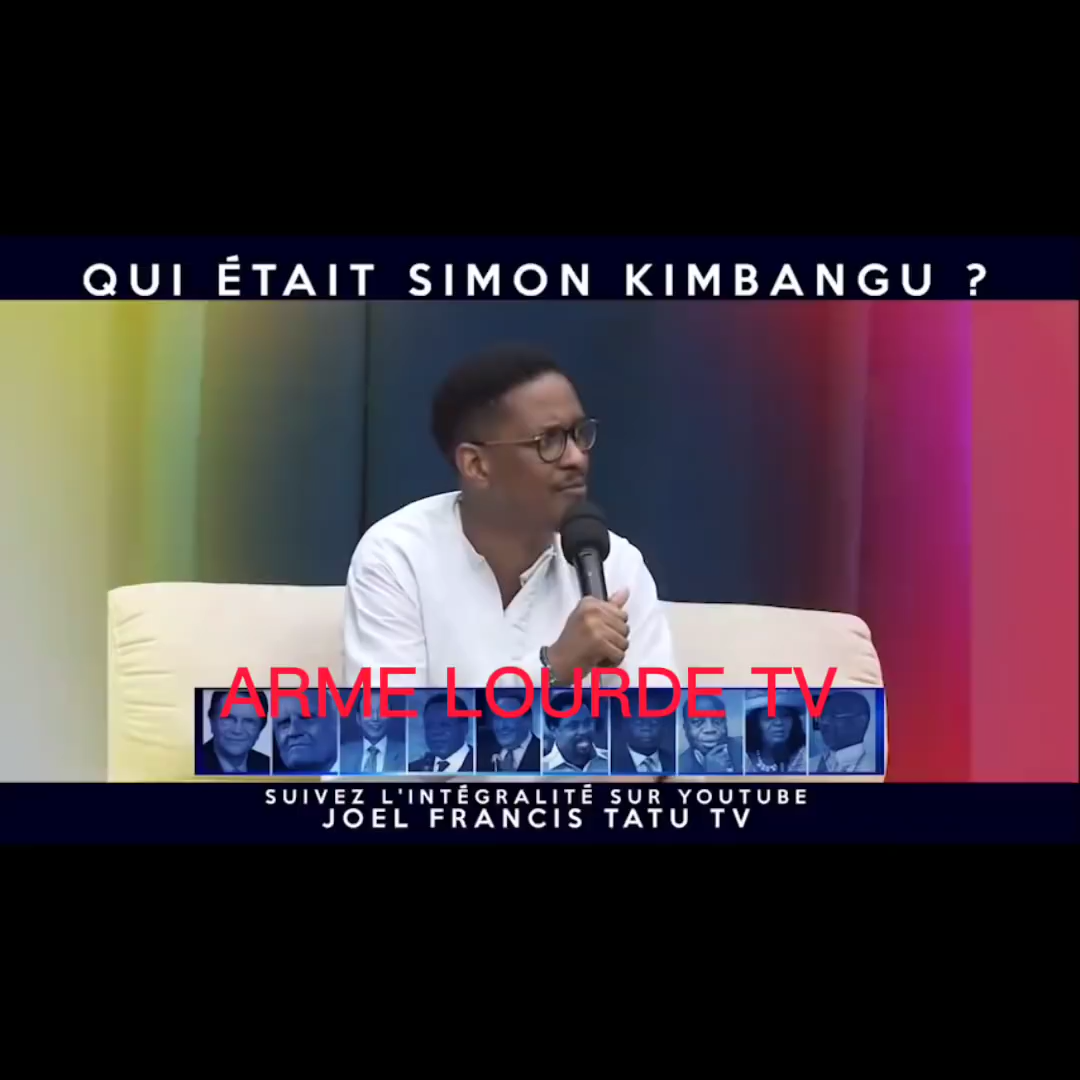 QUI ÉTAIT SIMON KIMBANGU ?
ARME LOURDE TV
SUIVEZ L'INTÉGRALITÉ SUR YOUTUBE
JOEL FRANCIS TATU TV